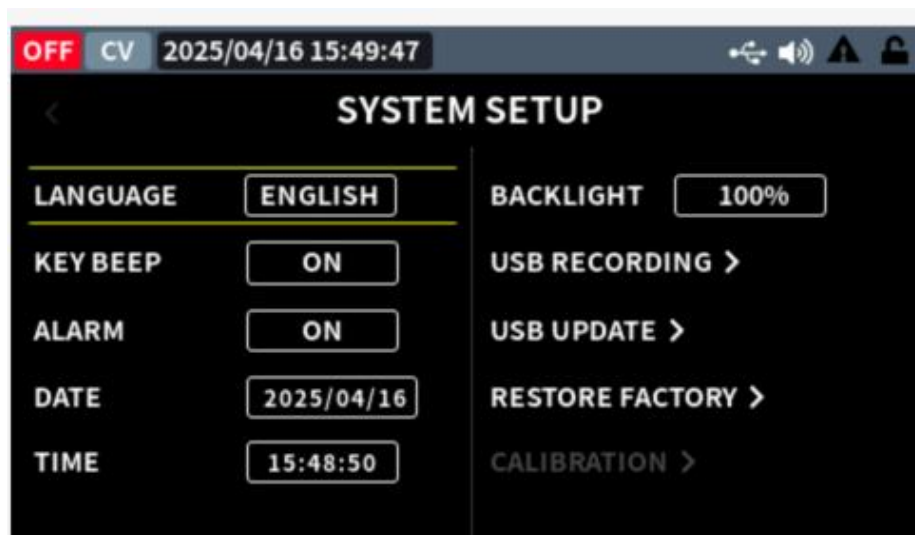 OFF CV 2025/04/16 15:49:47
SYSTEM SETUP
LANGUAGE ENGLISH
KEY BEEP ON
ALARM ON
DATE 2025/04/16
TIME 15:48:50
BACKLIGHT 100%
USB RECORDING >
USB UPDATE >
RESTORE FACTORY >
CALIBRATION >